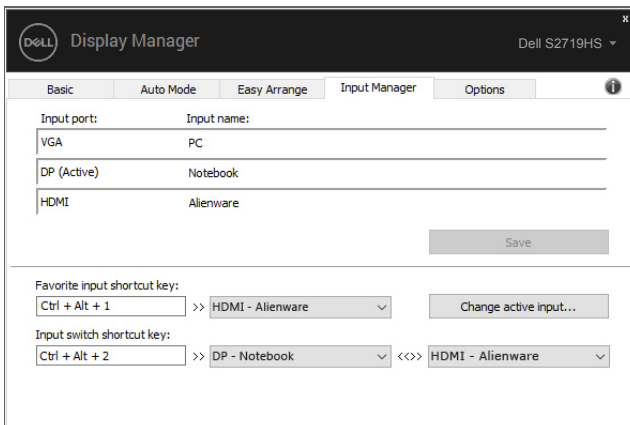 x
DELL Display Manager Dell S2719HS
Basic Auto Mode Easy Arrange Input Manager Options i
Input port: Input name:
VGA PC
DP (Active) Notebook
HDMI Alienware
Save
Favorite input shortcut key:
Ctrl + Alt + 1 >> HDMI - Alienware Change active input...
Input switch shortcut key:
Ctrl + Alt + 2 >> DP - Notebook <<>> HDMI - Alienware